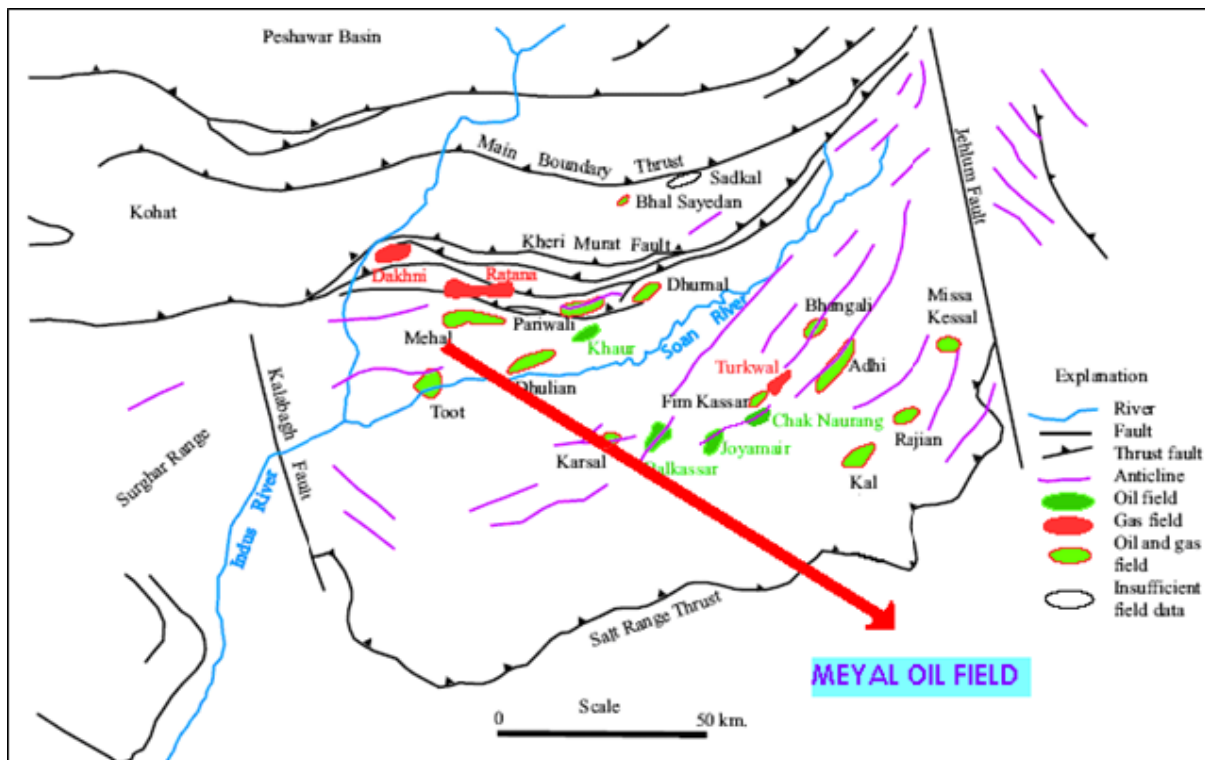 Peshawar Basin
Main Boundary Thrust
Sadkal
Bhal Sayedan
Jehlum Fault
Kohat
Kheri Murat Fault
Dakhni
Ratana
Dhurnal
Pariwali
Mehal
Khaur
Soan River
Bhangali
Missa
Kessal
Dhulian
Turkwal
Adhi
Toot
Fim Kassar
Chak Naurang
Rajian
Kalabagh
Fault
Surghar Range
Karsal
Balkassar
Joyamair
Kal
Indus River
Salt Range Thrust
Explanation
River
Fault
Thrust fault
Anticline
Oil field
Gas field
Oil and gas
field
Insufficient
field data
MEYAL OIL FIELD
Scale
0
50 km.